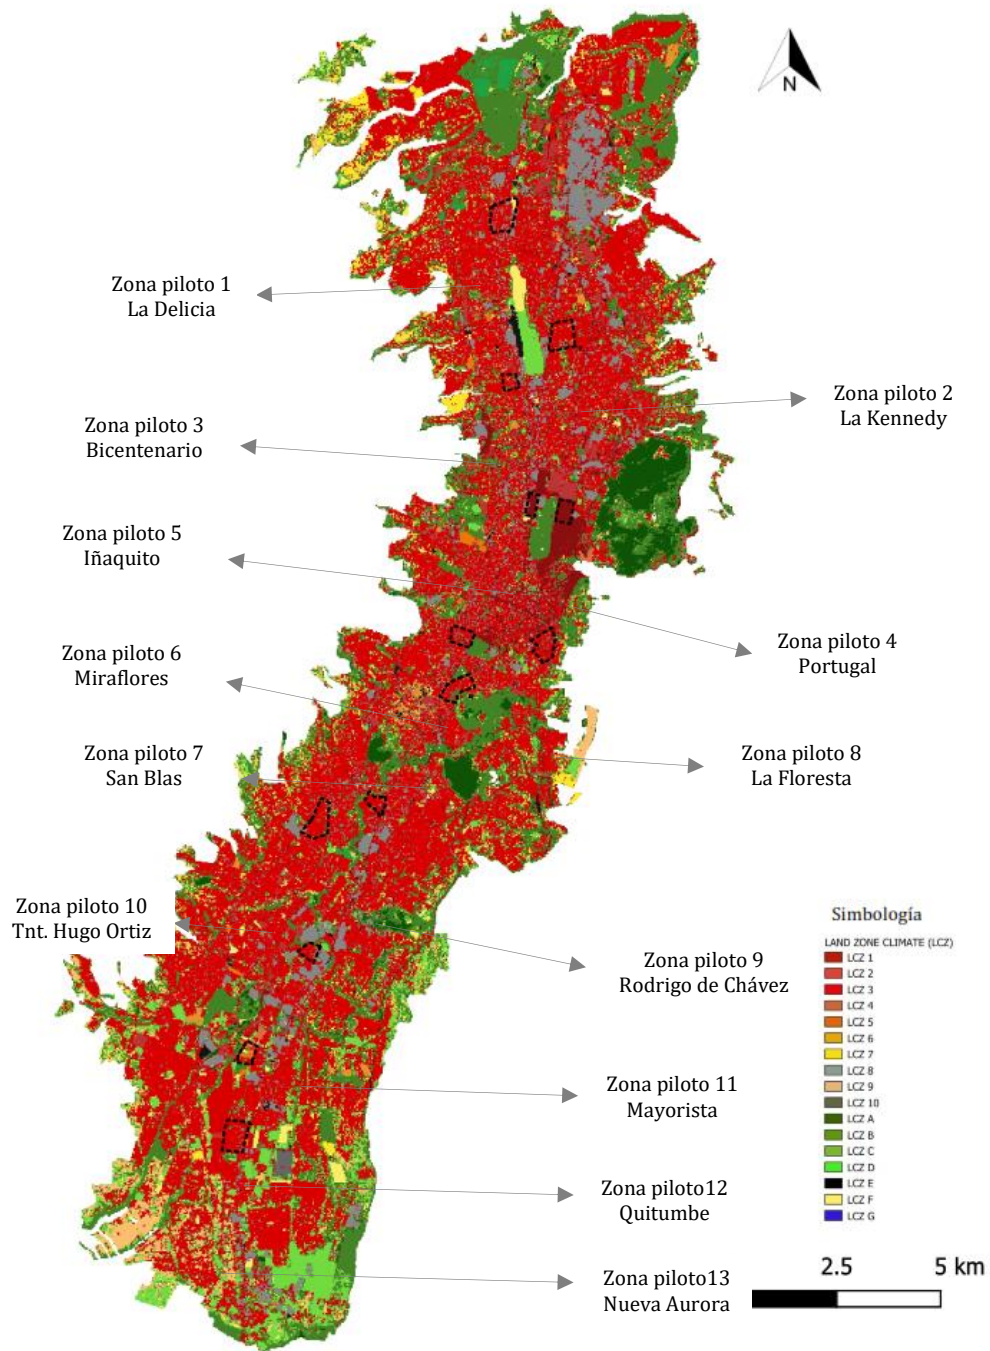 N
Zona piloto 1
La Delicia
Zona piloto 2
La Kennedy
Zona piloto 3
Bicentenario
Zona piloto 5
Iñaquito
Zona piloto 4
Portugal
Zona piloto 6
Miraflores
Zona piloto 7
San Blas
Zona piloto 8
La Floresta
Zona piloto 10
Tnt. Hugo Ortiz
Zona piloto 9
Rodrigo de Chávez
Zona piloto 11
Mayorista
Zona piloto12
Quitumbe
Zona piloto13
Nueva Aurora
Simbología
LAND ZONE CLIMATE (LCZ)
LCZ 1
LCZ 2
LCZ 3
LCZ 4
LCZ 5
LCZ 6
LCZ 7
LCZ 8
LCZ 9
LCZ 10
LCZ A
LCZ B
LCZ C
LCZ D
LCZ E
LCZ F
LCZ G
2.5 5 km